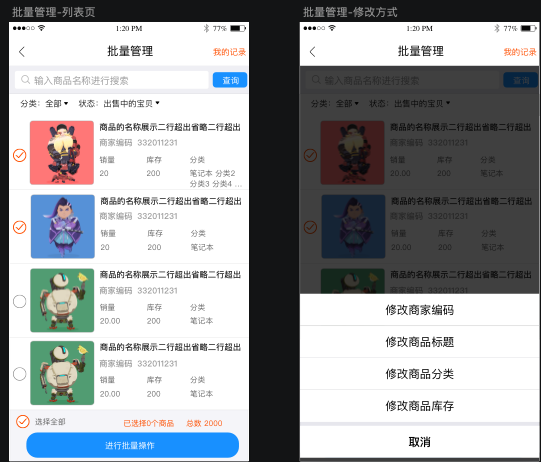 批量管理-列表页
1:20 PM
77%
批量管理
我的记录
输入商品名称进行搜索
查询
分类: 全部 状态: 出售中的宝贝
商品的名称展示二行超出省略二行超出
商家编码 332011231
销量 库存 分类
20 200 笔记本 分类2
分类3 分类4 ...
商品的名称展示二行超出省略二行超出
商家编码 332011231
销量 库存 分类
20 200 笔记本
商品的名称展示二行超出省略二行超出
商家编码 332011231
销量 库存 分类
20.00 200 笔记本
商品的名称展示二行超出省略二行超出
商家编码 332011231
销量 库存 分类
20.00 200 笔记本
选择全部 已选择0个商品 总数 2000
进行批量操作
批量管理-修改方式
1:20 PM
77%
批量管理
我的记录
输入商品名称进行搜索
查询
分类: 全部 状态: 出售中的宝贝
商品的名称展示二行超出省略二行超出
商家编码 332011231
销量 库存 分类
20.00 200 笔记本
商品的名称展示二行超出省略二行超出
商家编码 332011231
销量 库存 分类
20.00 200 笔记本
商品的名称展示二行超出省略二行超出
商家编码 332011231
修改商家编码
修改商品标题
修改商品分类
修改商品库存
取消